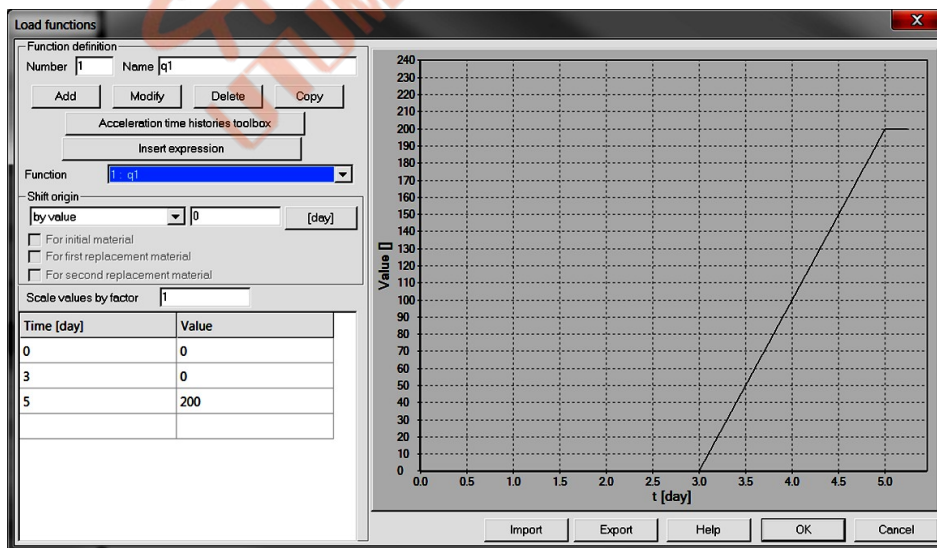 Load functions
Function definition
Number 1 Name q1
Add Modify Delete Copy
Acceleration time histories toolbox
Insert expression
Function 1 : q1
Shift origin
by value 0 [day]
For initial material
For first replacement material
For second replacement material
Scale values by factor 1
Time [day] Value
0 0
3 0
5 200
240
230
220
210
200
190
180
170
160
150
140
130
120
110
100
90
80
70
60
50
40
30
20
10
0
Value []
0.0 0.5 1.0 1.5 2.0 2.5 3.0 3.5 4.0 4.5 5.0
t [day]
Import Export Help OK Cancel